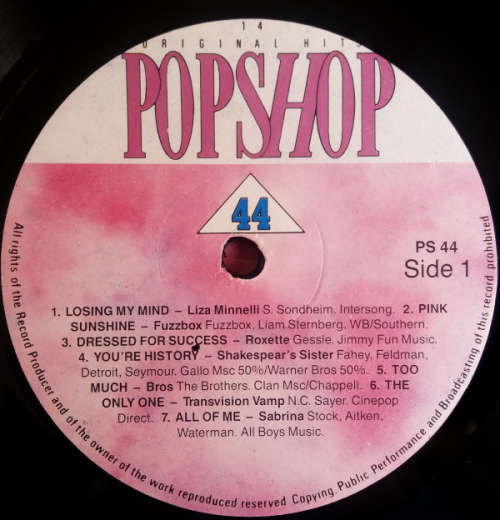 14
ORIGINAL HITS
POPSHOP
44
PS 44
Side 1
1. LOSING MY MIND – Liza Minnelli S. Sondheim. Intersong. 2. PINK
SUNSHINE – Fuzzbox Fuzzbox, Liam Sternberg, WB/Southern.
3. DRESSED FOR SUCCESS – Roxette Gessle. Jimmy Fun Music.
4. YOU'RE HISTORY – Shakespear's Sister Fahey, Feldman,
Detroit, Seymour. Gallo Msc 50%/Warner Bros 50%. 5. TOO
MUCH – Bros The Brothers. Clan Msc/Chappell. 6. THE
ONLY ONE – Transvision Vamp N.C. Sayer. Cinepop
Direct. 7. ALL OF ME – Sabrina Stock, Aitken,
Waterman. All Boys Music.
All rights of the Record Producer and of the owner of the work reproduced reserved Copying, Public Performance and Broadcasting of this record prohibited